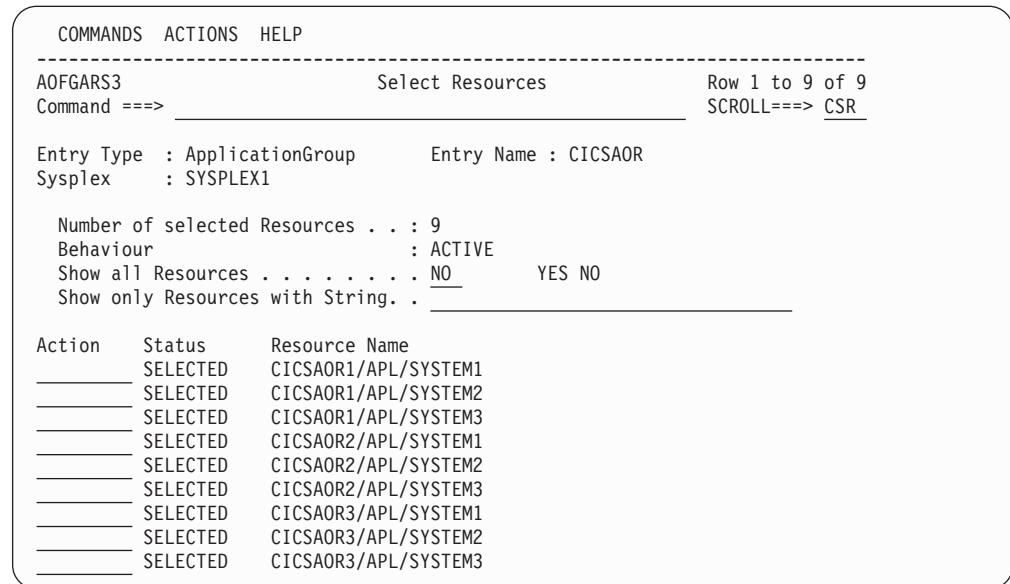 COMMANDS ACTIONS HELP
-------------------------------------------------------------------------------
AOFGARS3 Select Resources Row 1 to 9 of 9
Command ===> SCROLL===> CSR
Entry Type : ApplicationGroup Entry Name : CICSAOR
Sysplex : SYSPLEX1
Number of selected Resources . . : 9
Behaviour : ACTIVE
Show all Resources . . . . . . . . NO YES NO
Show only Resources with String. .
Action Status Resource Name
SELECTED CICSAOR1/APL/SYSTEM1
SELECTED CICSAOR1/APL/SYSTEM2
SELECTED CICSAOR1/APL/SYSTEM3
SELECTED CICSAOR2/APL/SYSTEM1
SELECTED CICSAOR2/APL/SYSTEM2
SELECTED CICSAOR2/APL/SYSTEM3
SELECTED CICSAOR3/APL/SYSTEM1
SELECTED CICSAOR3/APL/SYSTEM2
SELECTED CICSAOR3/APL/SYSTEM3